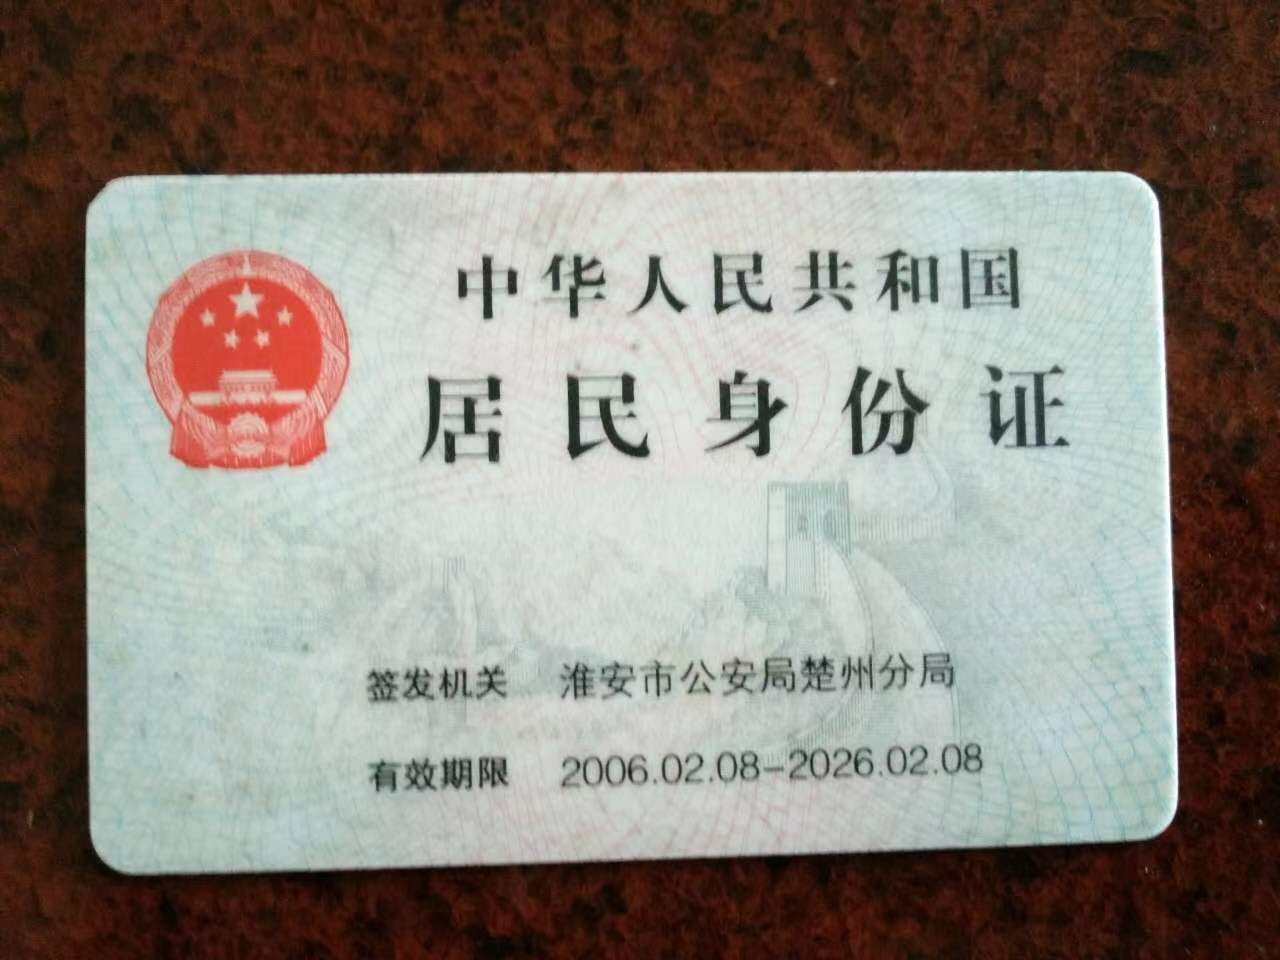 中华人民共和国
居民身份证
签发机关 淮安市公安局楚州分局
有效期限 2006.02.08-2026.02.08